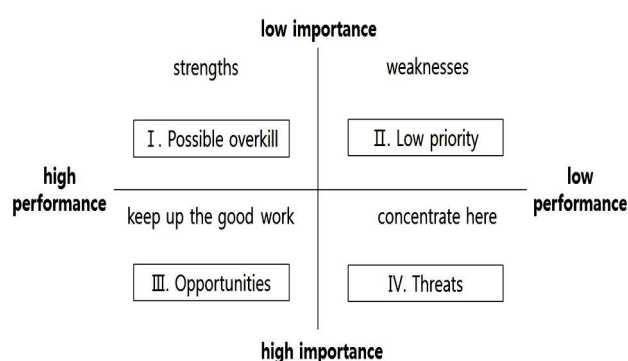 low importance
strengths
weaknesses
Ⅰ. Possible overkill
Ⅱ. Low priority
high
performance
low
performance
keep up the good work
concentrate here
Ⅲ. Opportunities
Ⅳ. Threats
high importance